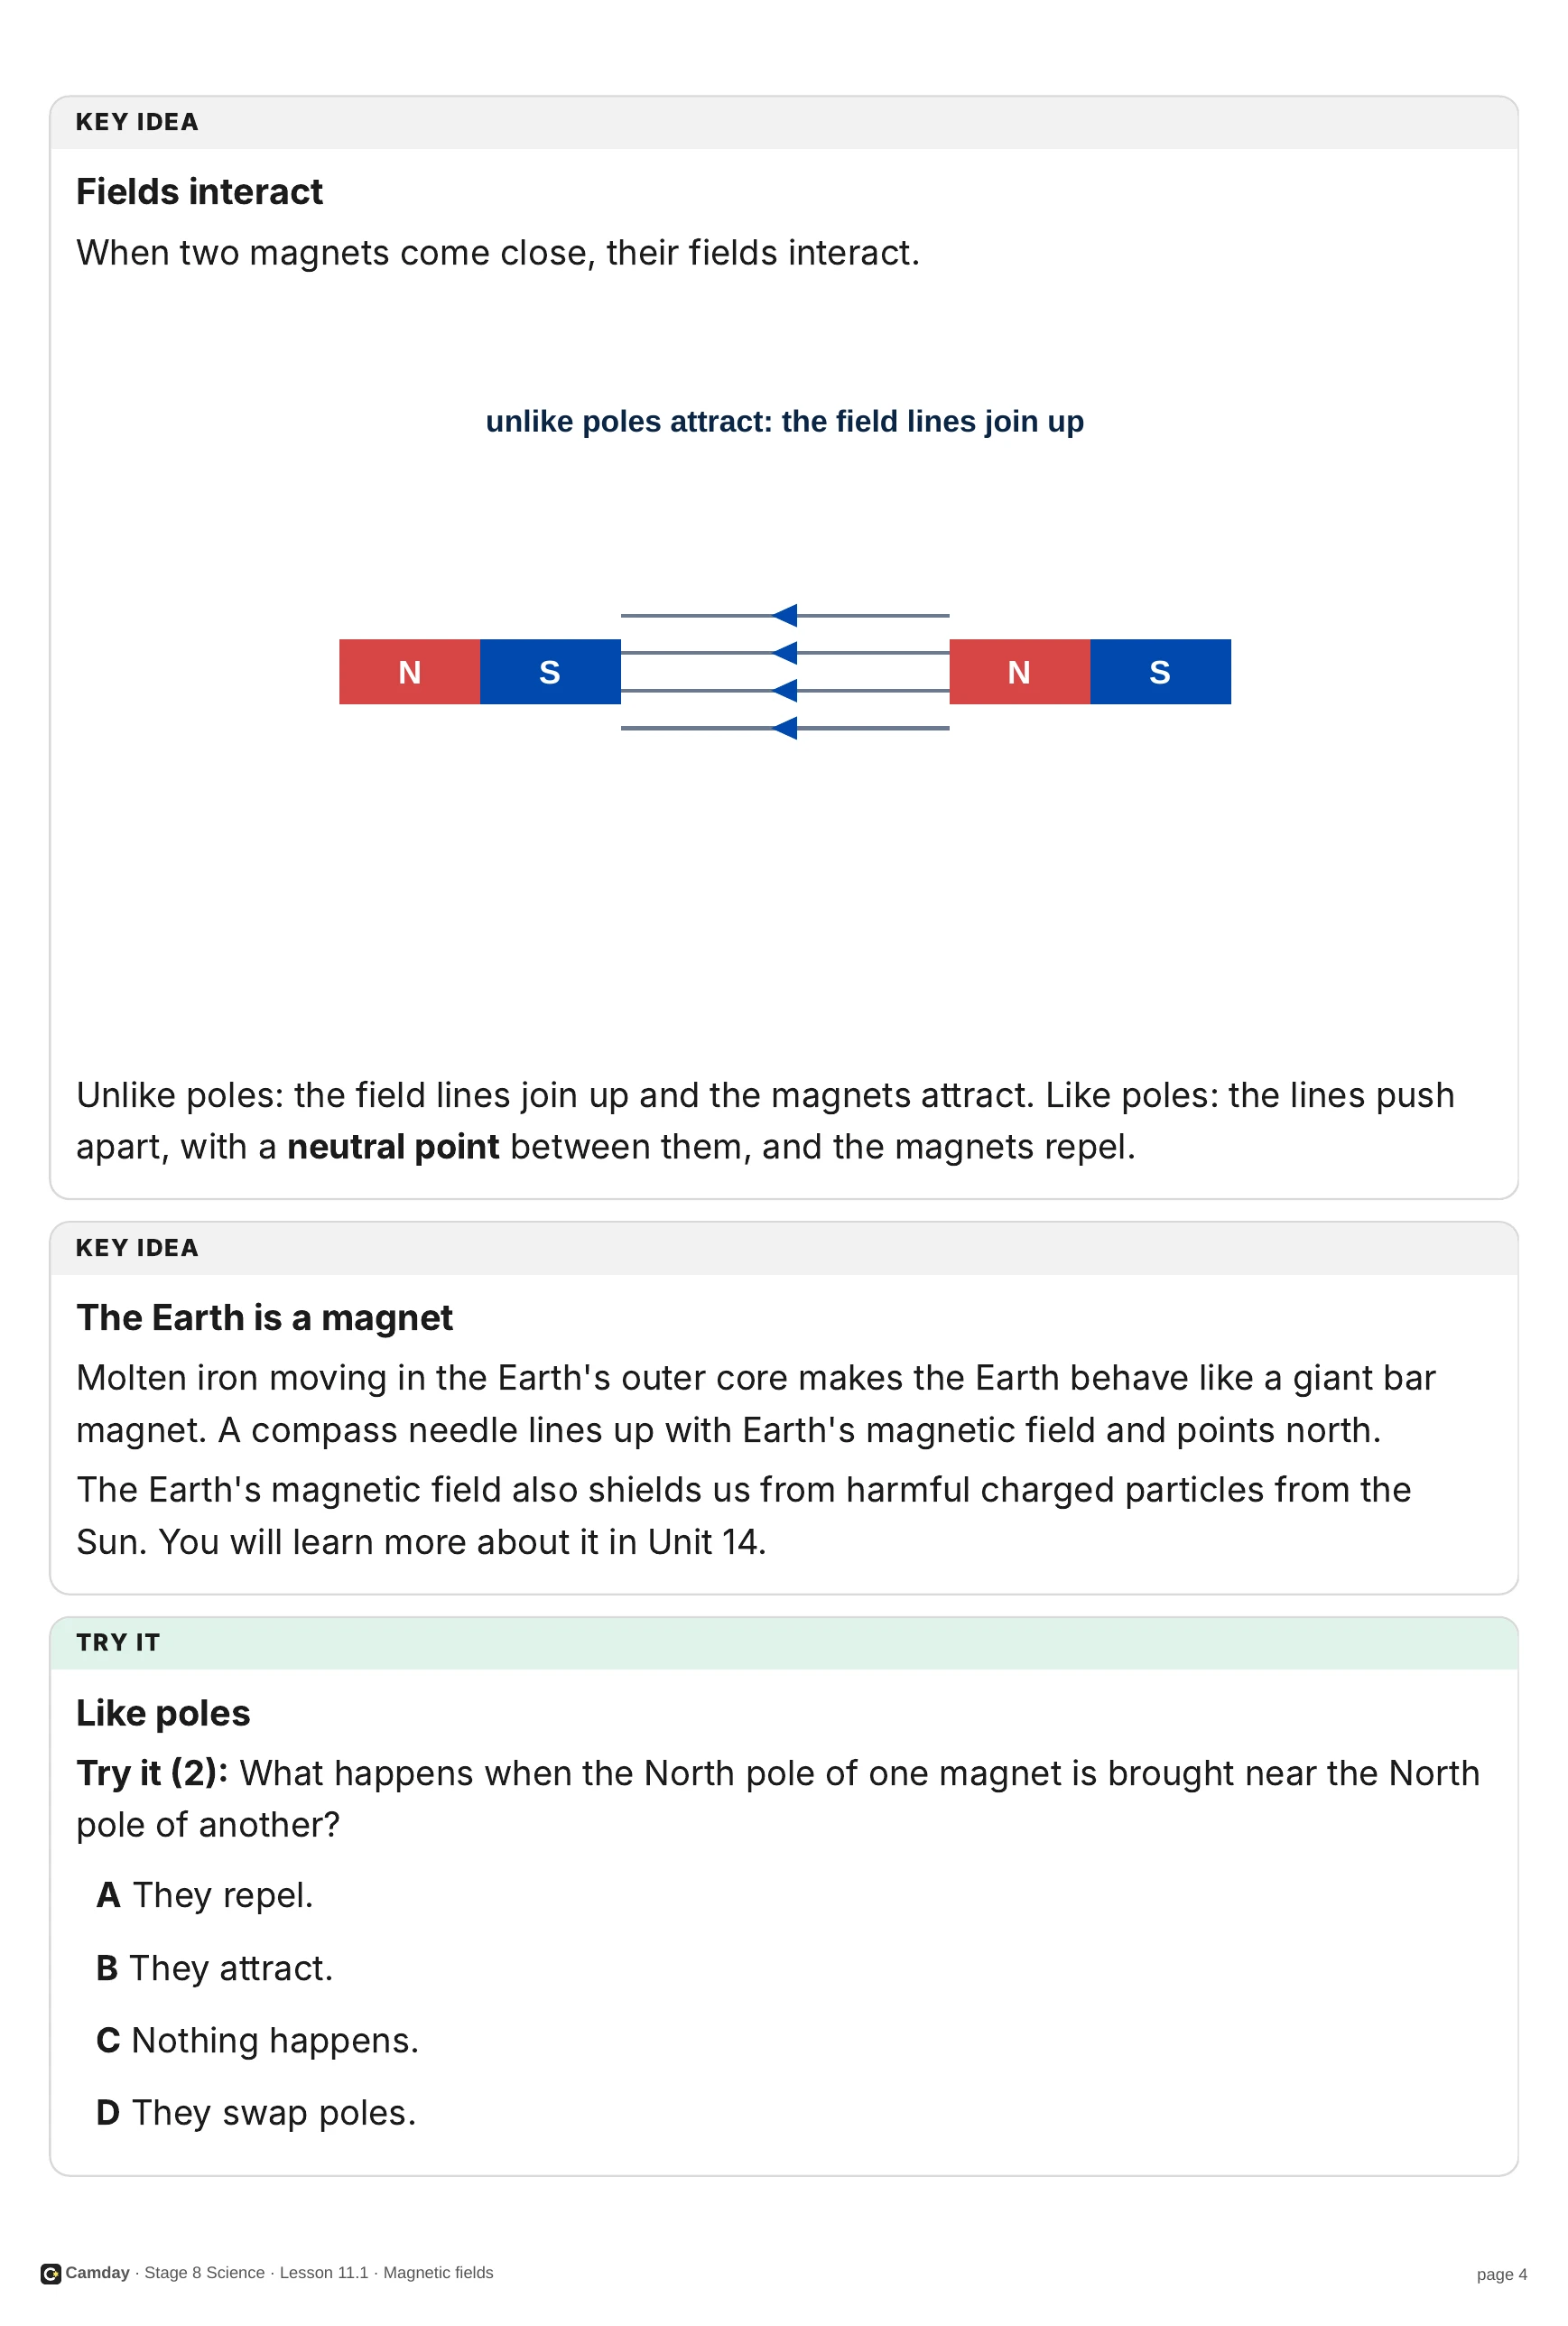 KEY IDEA
Fields interact
When two magnets come close, their fields interact.
unlike poles attract: the field lines join up
N S N S
Unlike poles: the field lines join up and the magnets attract. Like poles: the lines push
apart, with a neutral point between them, and the magnets repel.
KEY IDEA
The Earth is a magnet
Molten iron moving in the Earth's outer core makes the Earth behave like a giant bar
magnet. A compass needle lines up with Earth's magnetic field and points north.
The Earth's magnetic field also shields us from harmful charged particles from the
Sun. You will learn more about it in Unit 14.
TRY IT
Like poles
Try it (2): What happens when the North pole of one magnet is brought near the North
pole of another?
A They repel.
B They attract.
C Nothing happens.
D They swap poles.
Camday · Stage 8 Science · Lesson 11.1 · Magnetic fields
page 4